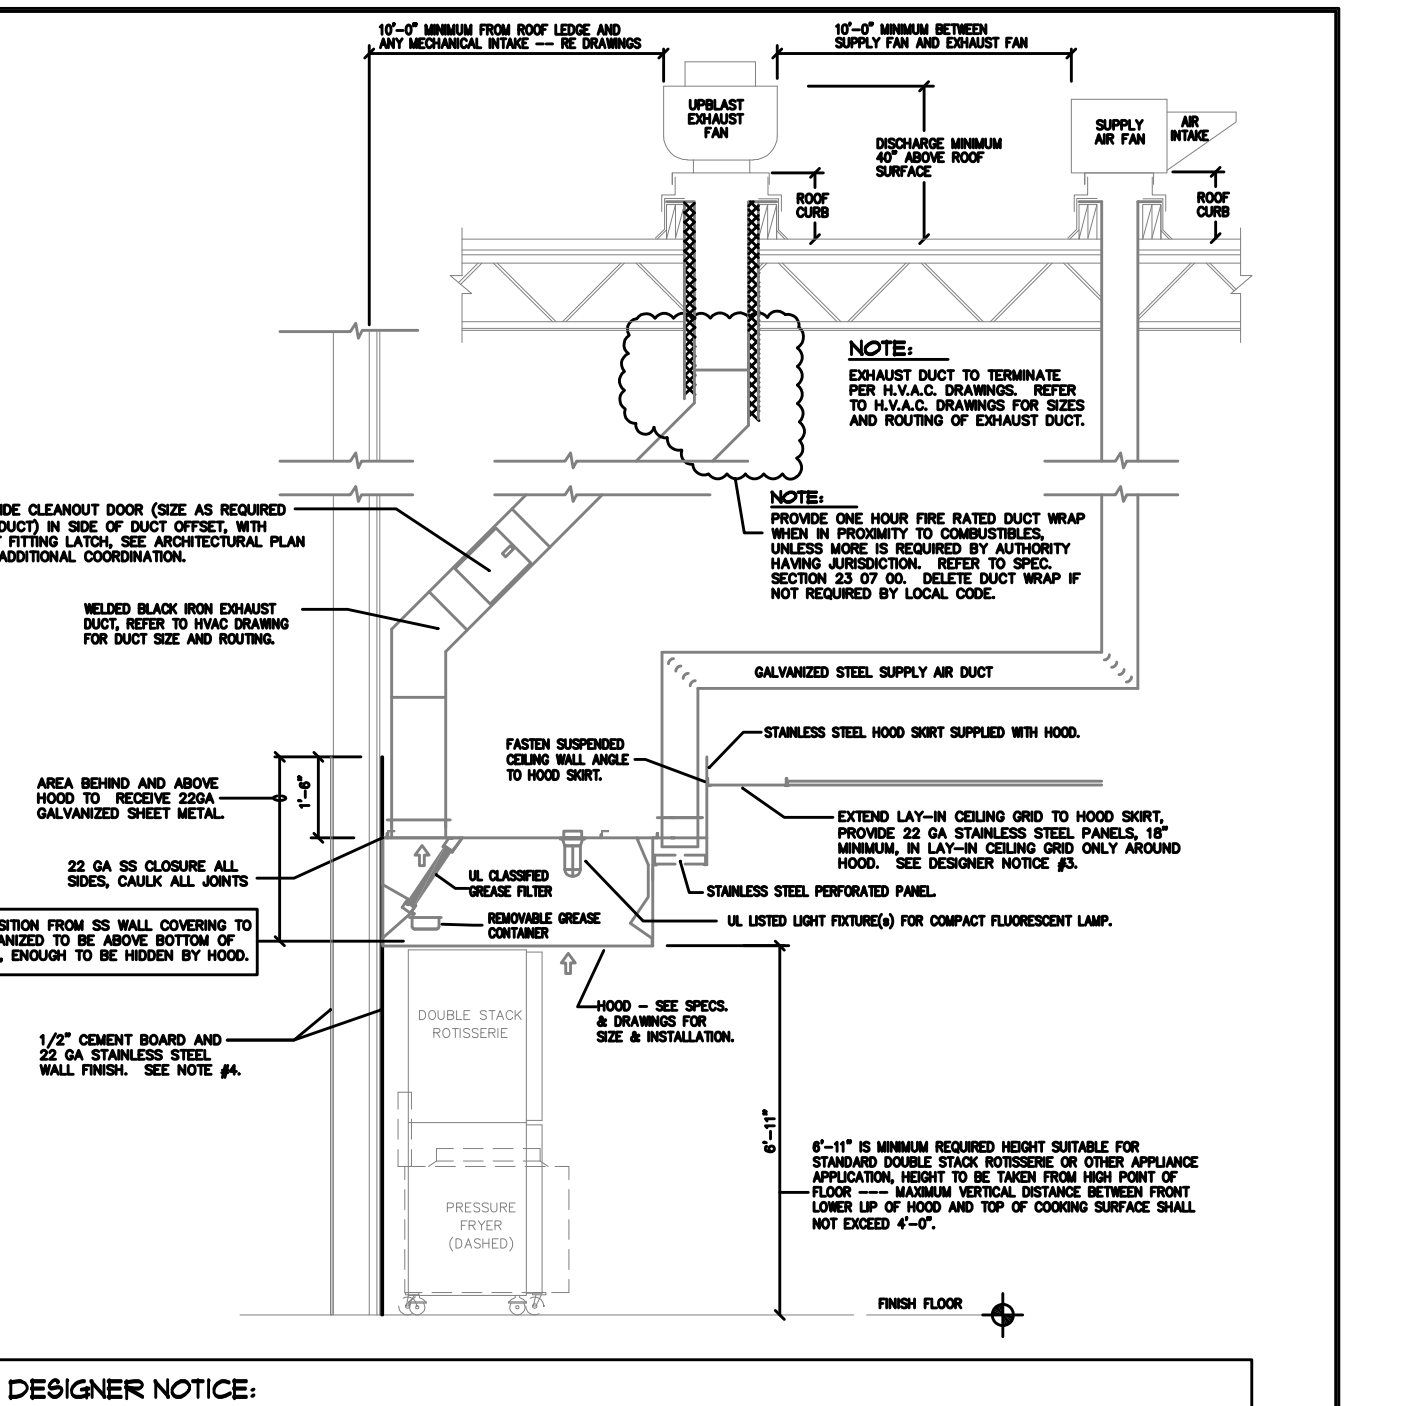 10'-0" MINIMUM FROM ROOF LEDGE AND
ANY MECHANICAL INTAKE -- RE DRAWINGS
10'-0" MINIMUM BETWEEN
SUPPLY FAN AND EXHAUST FAN
UPBLAST
EXHAUST
FAN
DISCHARGE MINIMUM
40" ABOVE ROOF
SURFACE
SUPPLY
AIR FAN
AIR
INTAKE
ROOF
CURB
ROOF
CURB
NOTE:
EXHAUST DUCT TO TERMINATE
PER H.V.A.C. DRAWINGS. REFER
TO H.V.A.C. DRAWINGS FOR SIZES
AND ROUTING OF EXHAUST DUCT.
NOTE:
PROVIDE ONE HOUR FIRE RATED DUCT WRAP
WHEN IN PROXIMITY TO COMBUSTIBLES,
UNLESS MORE IS REQUIRED BY AUTHORITY
HAVING JURISDICTION. REFER TO SPEC.
SECTION 23 07 00. DELETE DUCT WRAP IF
NOT REQUIRED BY LOCAL CODE.
IDE CLEANOUT DOOR (SIZE AS REQUIRED
DUCT) IN SIDE OF DUCT OFFSET, WITH
FITTING LATCH, SEE ARCHITECTURAL PLAN
ADDITIONAL COORDINATION.
WELDED BLACK IRON EXHAUST
DUCT, REFER TO HVAC DRAWING
FOR DUCT SIZE AND ROUTING.
GALVANIZED STEEL SUPPLY AIR DUCT
STAINLESS STEEL HOOD SKIRT SUPPLIED WITH HOOD.
FASTEN SUSPENDED
CEILING WALL ANGLE
TO HOOD SKIRT.
1'-6"
AREA BEHIND AND ABOVE
HOOD TO RECEIVE 22GA
GALVANIZED SHEET METAL.
EXTEND LAY-IN CEILING GRID TO HOOD SKIRT,
PROVIDE 22 GA STAINLESS STEEL PANELS, 18"
MINIMUM, IN LAY-IN CEILING GRID ONLY AROUND
HOOD. SEE DESIGNER NOTICE #3.
22 GA SS CLOSURE ALL
SIDES, CAULK ALL JOINTS
UL CLASSIFIED
GREASE FILTER
STAINLESS STEEL PERFORATED PANEL.
REMOVABLE GREASE
CONTAINER
UL LISTED LIGHT FIXTURE(s) FOR COMPACT FLUORESCENT LAMP.
SITION FROM SS WALL COVERING TO
ANIZED TO BE ABOVE BOTTOM OF
, ENOUGH TO BE HIDDEN BY HOOD.
HOOD - SEE SPECS.
& DRAWINGS FOR
SIZE & INSTALLATION.
DOUBLE STACK
ROTISSERIE
1/2" CEMENT BOARD AND
22 GA STAINLESS STEEL
WALL FINISH. SEE NOTE #4.
6'-11"
6'-11" IS MINIMUM REQUIRED HEIGHT SUITABLE FOR
STANDARD DOUBLE STACK ROTISSERIE OR OTHER APPLIANCE
APPLICATION, HEIGHT TO BE TAKEN FROM HIGH POINT OF
FLOOR --- MAXIMUM VERTICAL DISTANCE BETWEEN FRONT
LOWER LIP OF HOOD AND TOP OF COOKING SURFACE SHALL
NOT EXCEED 4'-0".
PRESSURE
FRYER
(DASHED)
FINISH FLOOR
DESIGNER NOTICE: